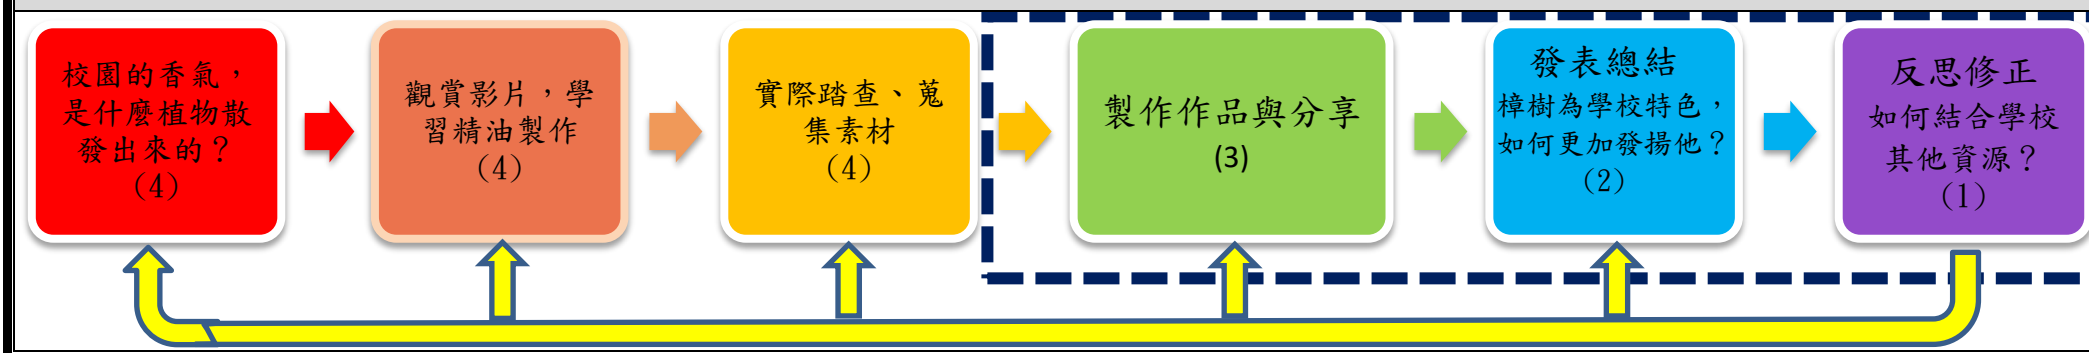 校園的香氣，
是什麼植物散
發出來的？
(4)
觀賞影片，學
習精油製作
(4)
實際踏查、蒐
集素材
(4)
製作作品與分享
(3)
發表總結
樟樹為學校特色，
如何更加發揚他？
(2)
反思修正
如何結合學校
其他資源？
(1)